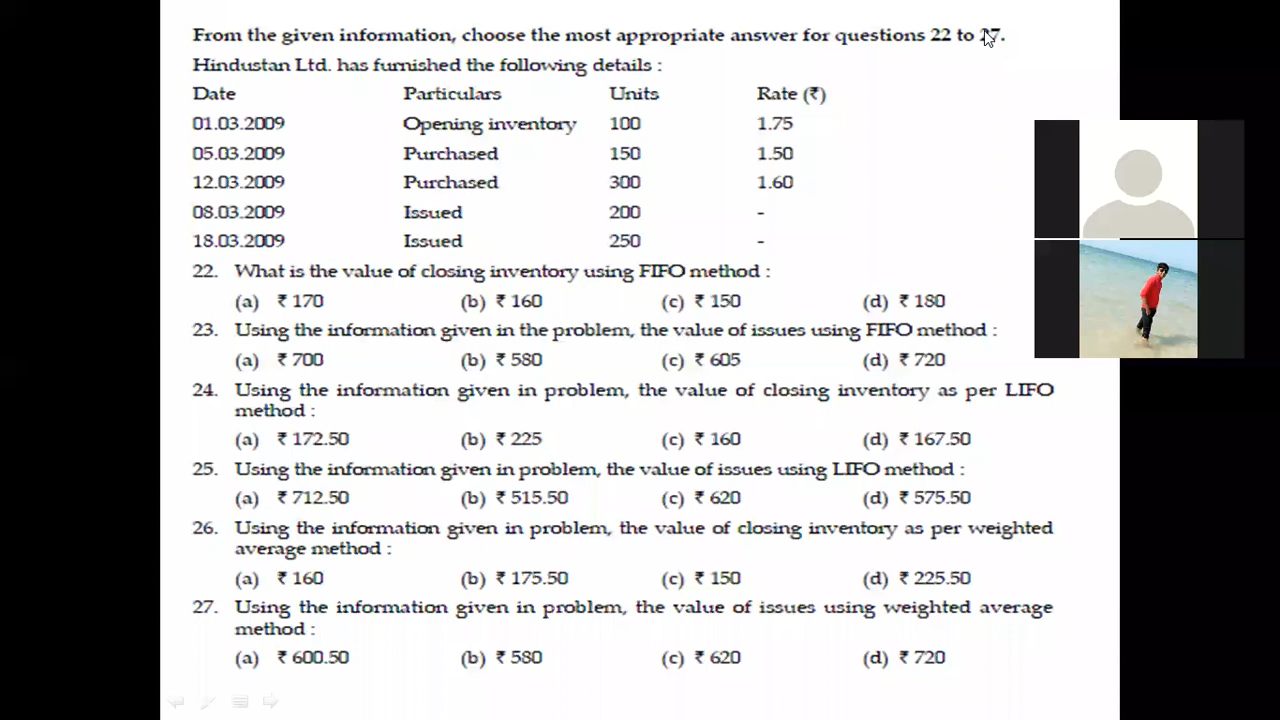 From the given information, choose the most appropriate answer for questions 22 to 27.
Hindustan Ltd. has furnished the following details :
Date Particulars Units Rate (₹)
01.03.2009 Opening inventory 100 1.75
05.03.2009 Purchased 150 1.50
12.03.2009 Purchased 300 1.60
08.03.2009 Issued 200 -
18.03.2009 Issued 250 -
22. What is the value of closing inventory using FIFO method :
(a) ₹ 170 (b) ₹ 160 (c) ₹ 150 (d) ₹ 180
23. Using the information given in the problem, the value of issues using FIFO method :
(a) ₹ 700 (b) ₹ 580 (c) ₹ 605 (d) ₹ 720
24. Using the information given in problem, the value of closing inventory as per LIFO
method :
(a) ₹ 172.50 (b) ₹ 225 (c) ₹ 160 (d) ₹ 167.50
25. Using the information given in problem, the value of issues using LIFO method :
(a) ₹ 712.50 (b) ₹ 515.50 (c) ₹ 620 (d) ₹ 575.50
26. Using the information given in problem, the value of closing inventory as per weighted
average method :
(a) ₹ 160 (b) ₹ 175.50 (c) ₹ 150 (d) ₹ 225.50
27. Using the information given in problem, the value of issues using weighted average
method :
(a) ₹ 600.50 (b) ₹ 580 (c) ₹ 620 (d) ₹ 720